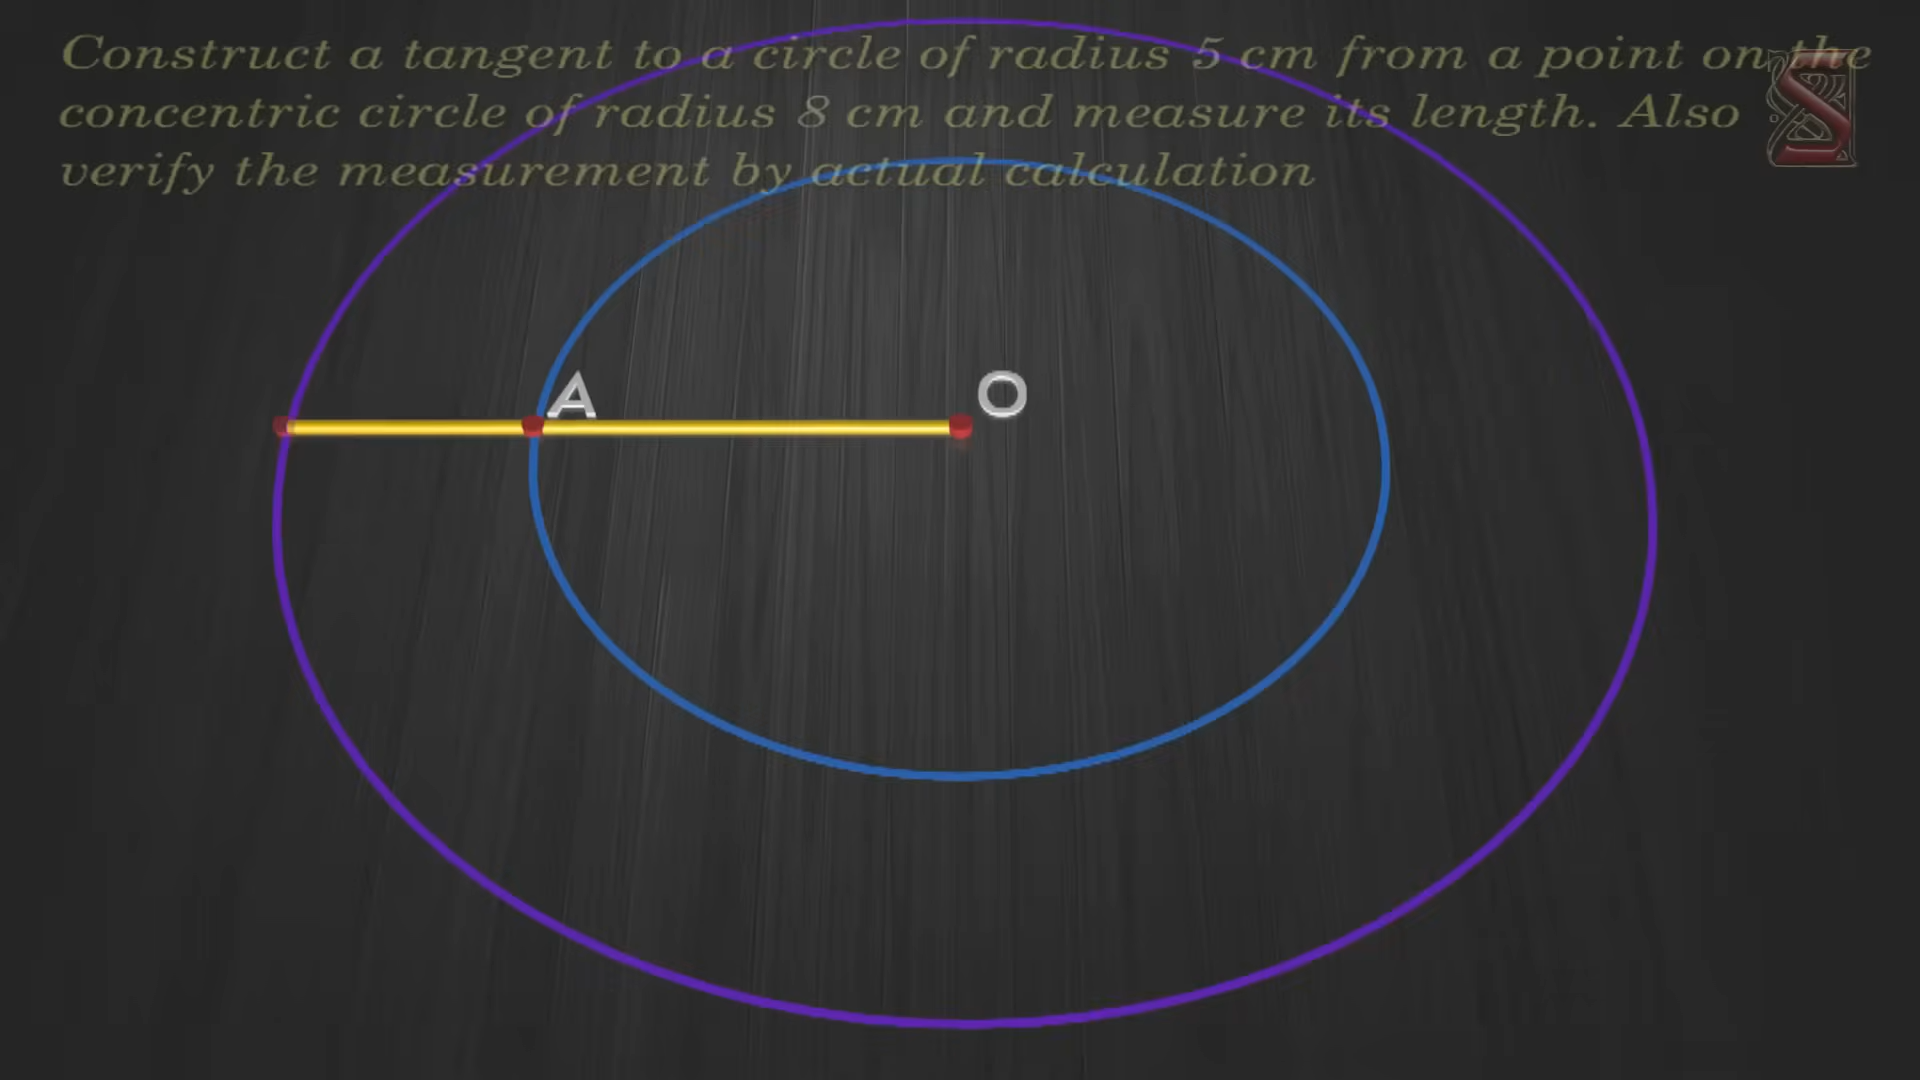 Construct a tangent to a circle of radius 5 cm from a point on the
concentric circle of radius 8 cm and measure its length. Also
verify the measurement by actual calculation
A
O